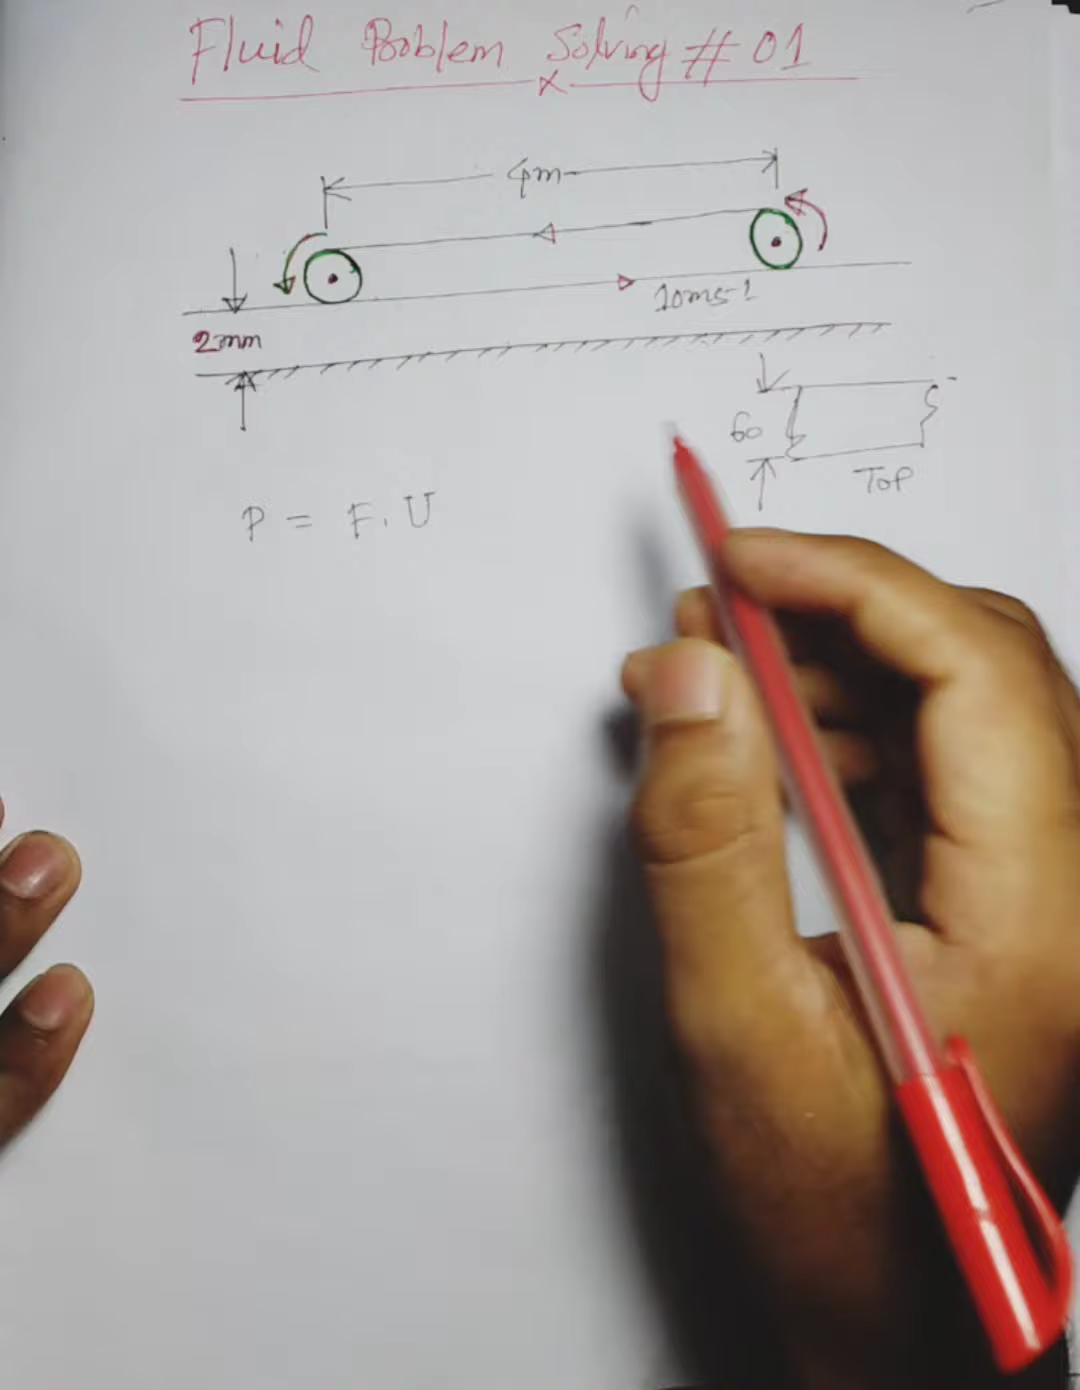 Fluid Problem Solving # 01
4m
10ms-1
2mm
60
TOP
P = F. U